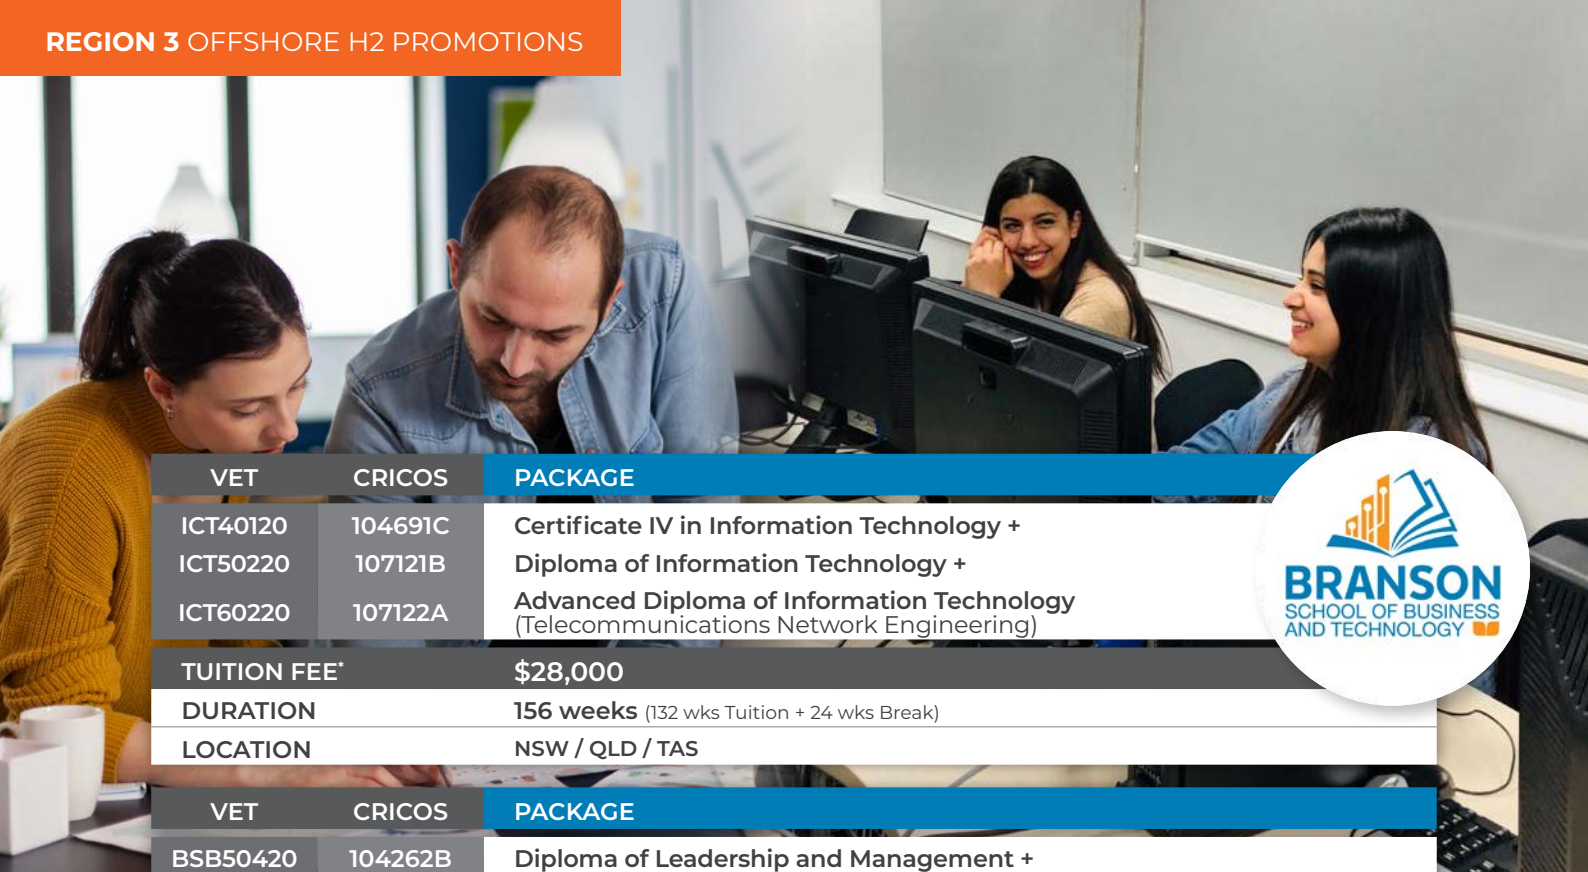 REGION 3 OFFSHORE H2 PROMOTIONS
VET CRICOS PACKAGE
ICT40120 104691C Certificate IV in Information Technology +
ICT50220 107121B Diploma of Information Technology +
ICT60220 107122A Advanced Diploma of Information Technology
(Telecommunications Network Engineering)
BRANSON
SCHOOL OF BUSINESS
AND TECHNOLOGY
TUITION FEE* $28,000
DURATION 156 weeks (132 wks Tuition + 24 wks Break)
LOCATION NSW / QLD / TAS
VET CRICOS PACKAGE
BSB50420 104262B Diploma of Leadership and Management +